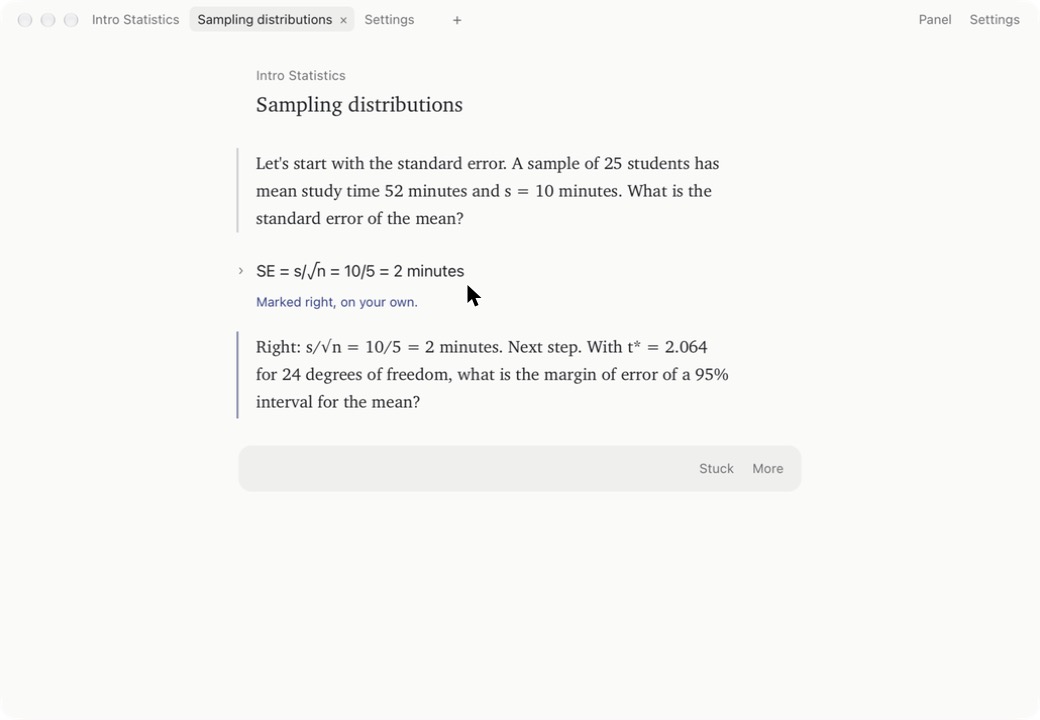 Intro Statistics
Sampling distributions ×
Settings
+
Panel
Settings
Intro Statistics
Sampling distributions
Let's start with the standard error. A sample of 25 students has
mean study time 52 minutes and s = 10 minutes. What is the
standard error of the mean?
› SE = s/√n = 10/5 = 2 minutes
Marked right, on your own.
Right: s/√n = 10/5 = 2 minutes. Next step. With t* = 2.064
for 24 degrees of freedom, what is the margin of error of a 95%
interval for the mean?
Stuck
More